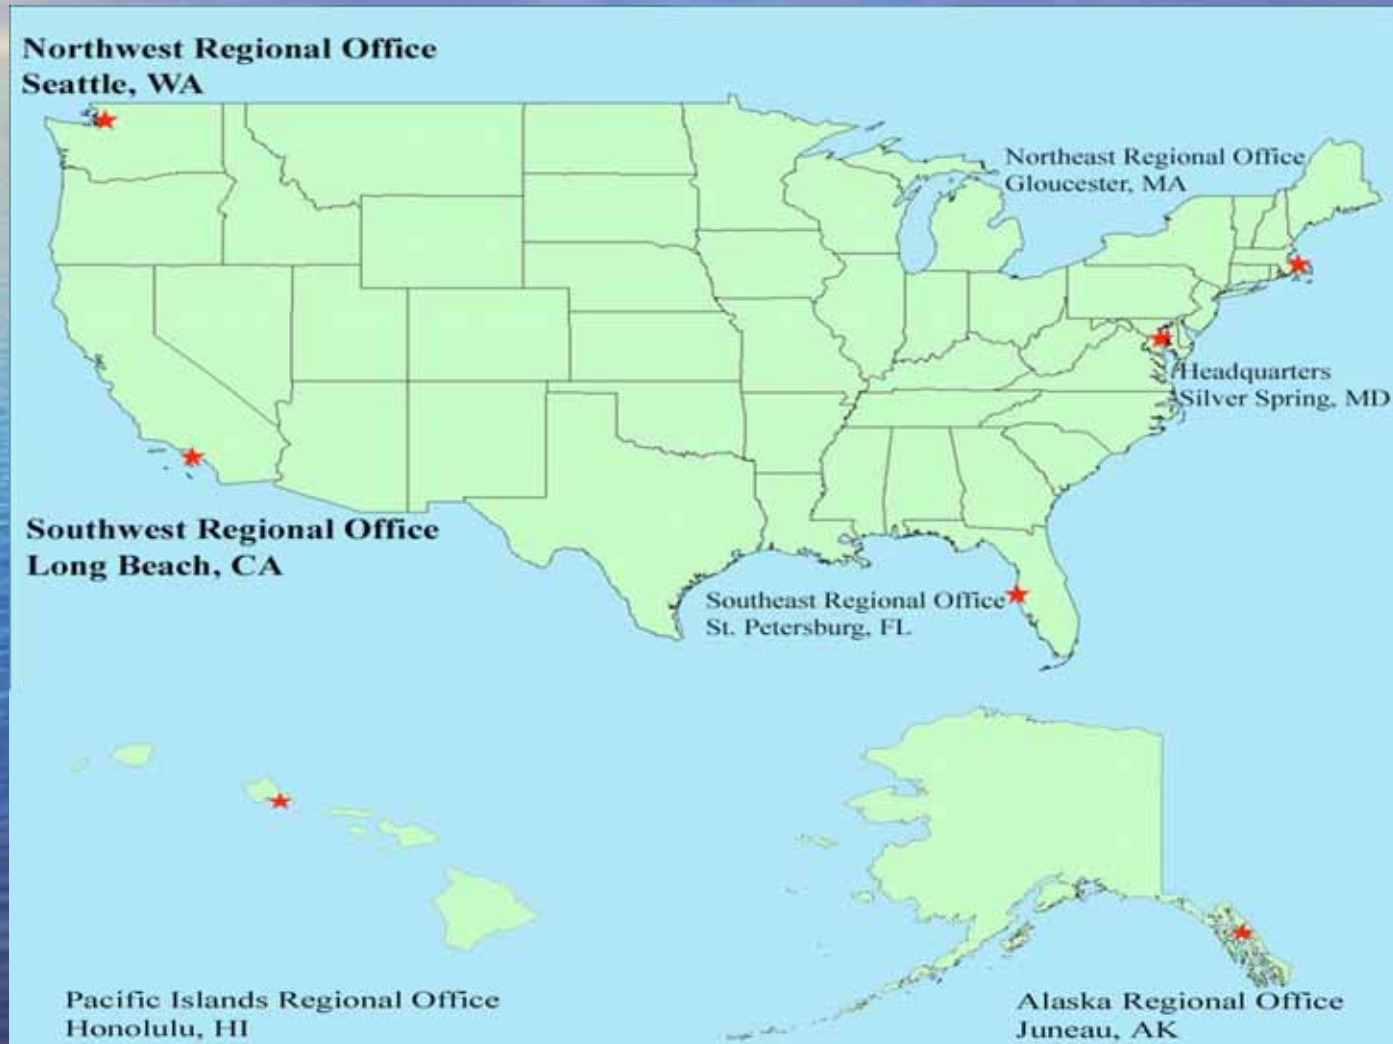 Northwest Regional Office
Seattle, WA
Northeast Regional Office
Gloucester, MA
Headquarters
Silver Spring, MD
Southwest Regional Office
Long Beach, CA
Southeast Regional Office
St. Petersburg, FL
Pacific Islands Regional Office
Honolulu, HI
Alaska Regional Office
Juneau, AK